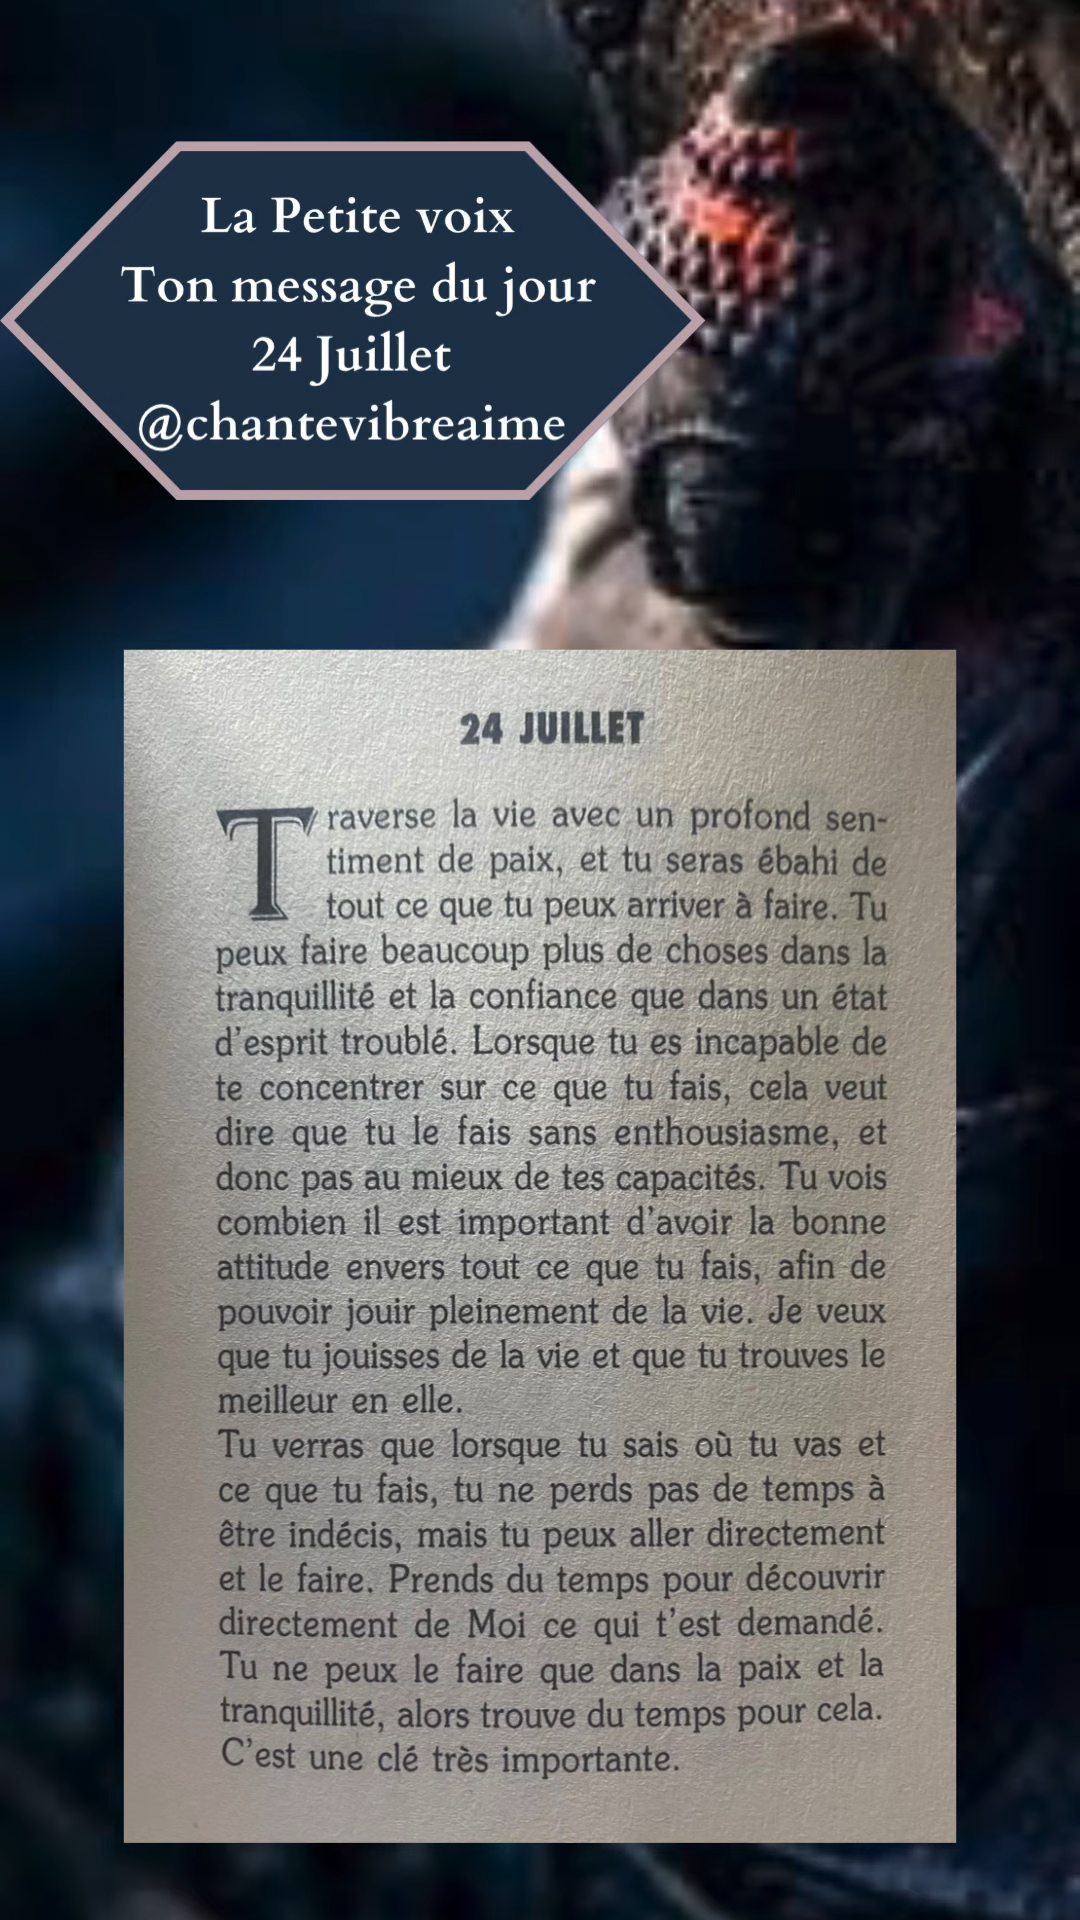 La Petite voix
Ton message du jour
24 Juillet
@chantevibreaime
24 JUILLET
Traverse la vie avec un profond sen-
timent de paix, et tu seras ébahi de
tout ce que tu peux arriver à faire. Tu
peux faire beaucoup plus de choses dans la
tranquillité et la confiance que dans un état
d'esprit troublé. Lorsque tu es incapable de
te concentrer sur ce que tu fais, cela veut
dire que tu le fais sans enthousiasme, et
donc pas au mieux de tes capacités. Tu vois
combien il est important d'avoir la bonne
attitude envers tout ce que tu fais, afin de
pouvoir jouir pleinement de la vie. Je veux
que tu jouisses de la vie et que tu trouves le
meilleur en elle.
Tu verras que lorsque tu sais où tu vas et
ce que tu fais, tu ne perds pas de temps à
être indécis, mais tu peux aller directement
et le faire. Prends du temps pour découvrir
directement de Moi ce qui t'est demandé.
Tu ne peux le faire que dans la paix et la
tranquillité, alors trouve du temps pour cela.
C'est une clé très importante.